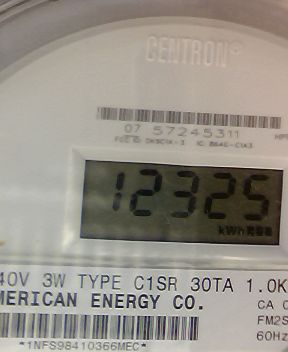 CENTRON®
07 57245311
12325
kWh
40V 3W TYPE C1SR 30TA 1.0K
MERICAN ENERGY CO.
CA 0
FM2S
60Hz
*1NFS98410366MEC*